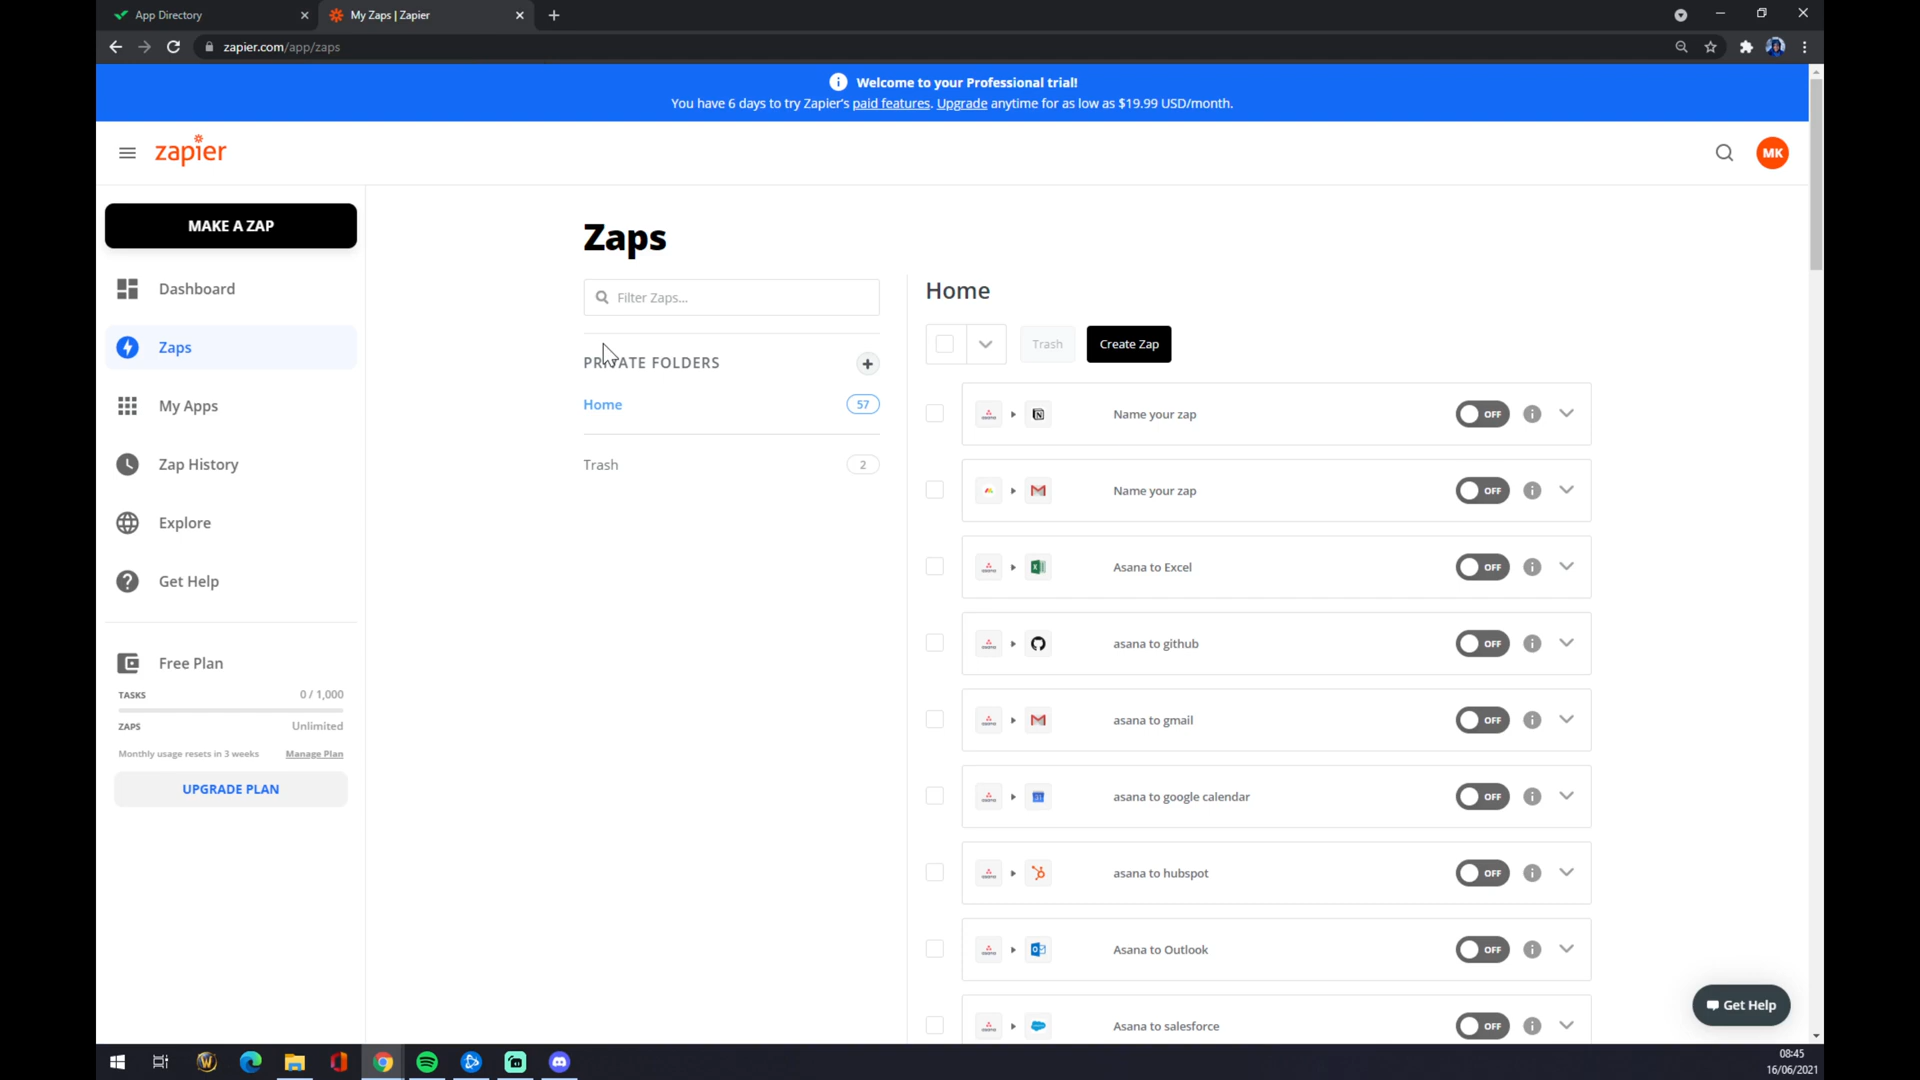 App Directory
My Zaps | Zapier
zapier.com/app/zaps
Welcome to your Professional trial!
You have 6 days to try Zapier's paid features. Upgrade anytime for as low as $19.99 USD/month.
zapier
MK
MAKE A ZAP
Dashboard
Zaps
My Apps
Zap History
Explore
Get Help
Free Plan
TASKS 0 / 1,000
ZAPS Unlimited
Monthly usage resets in 3 weeks Manage Plan
UPGRADE PLAN
Zaps
Filter Zaps...
PRIVATE FOLDERS
Home 57
Trash 2
Home
Trash Create Zap
Name your zap OFF
Name your zap OFF
Asana to Excel OFF
asana to github OFF
asana to gmail OFF
31 asana to google calendar OFF
asana to hubspot OFF
Asana to Outlook OFF
Asana to salesforce OFF
Get Help
08:45
16/06/2021